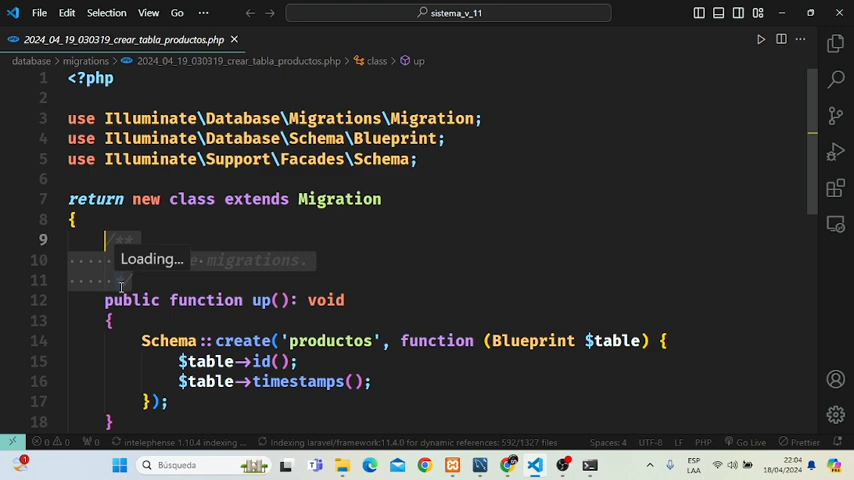 File Edit Selection View Go ··· sistema_v_11
2024_04_19_030319_crear_tabla_productos.php
database > migrations > 2024_04_19_030319_crear_tabla_productos.php > class > up
1 <?php
2
3 use Illuminate\Database\Migrations\Migration;
4 use Illuminate\Database\Schema\Blueprint;
5 use Illuminate\Support\Facades\Schema;
6
7 return new class extends Migration
8 {
9 /**
10 migrations.
11 */
Loading...
12 public function up(): void
13 {
14 Schema::create('productos', function (Blueprint $table) {
15 $table->id();
16 $table->timestamps();
17 });
18 }
0 0 0 intelephense 1.10.4 indexing ... Indexing laravel/framework:11.4.0 for dynamic references: 592/1327 files Spaces: 4 UTF-8 LF PHP Go Live Prettier
1 Búsqueda ESP 22:04
LAA 18/04/2024